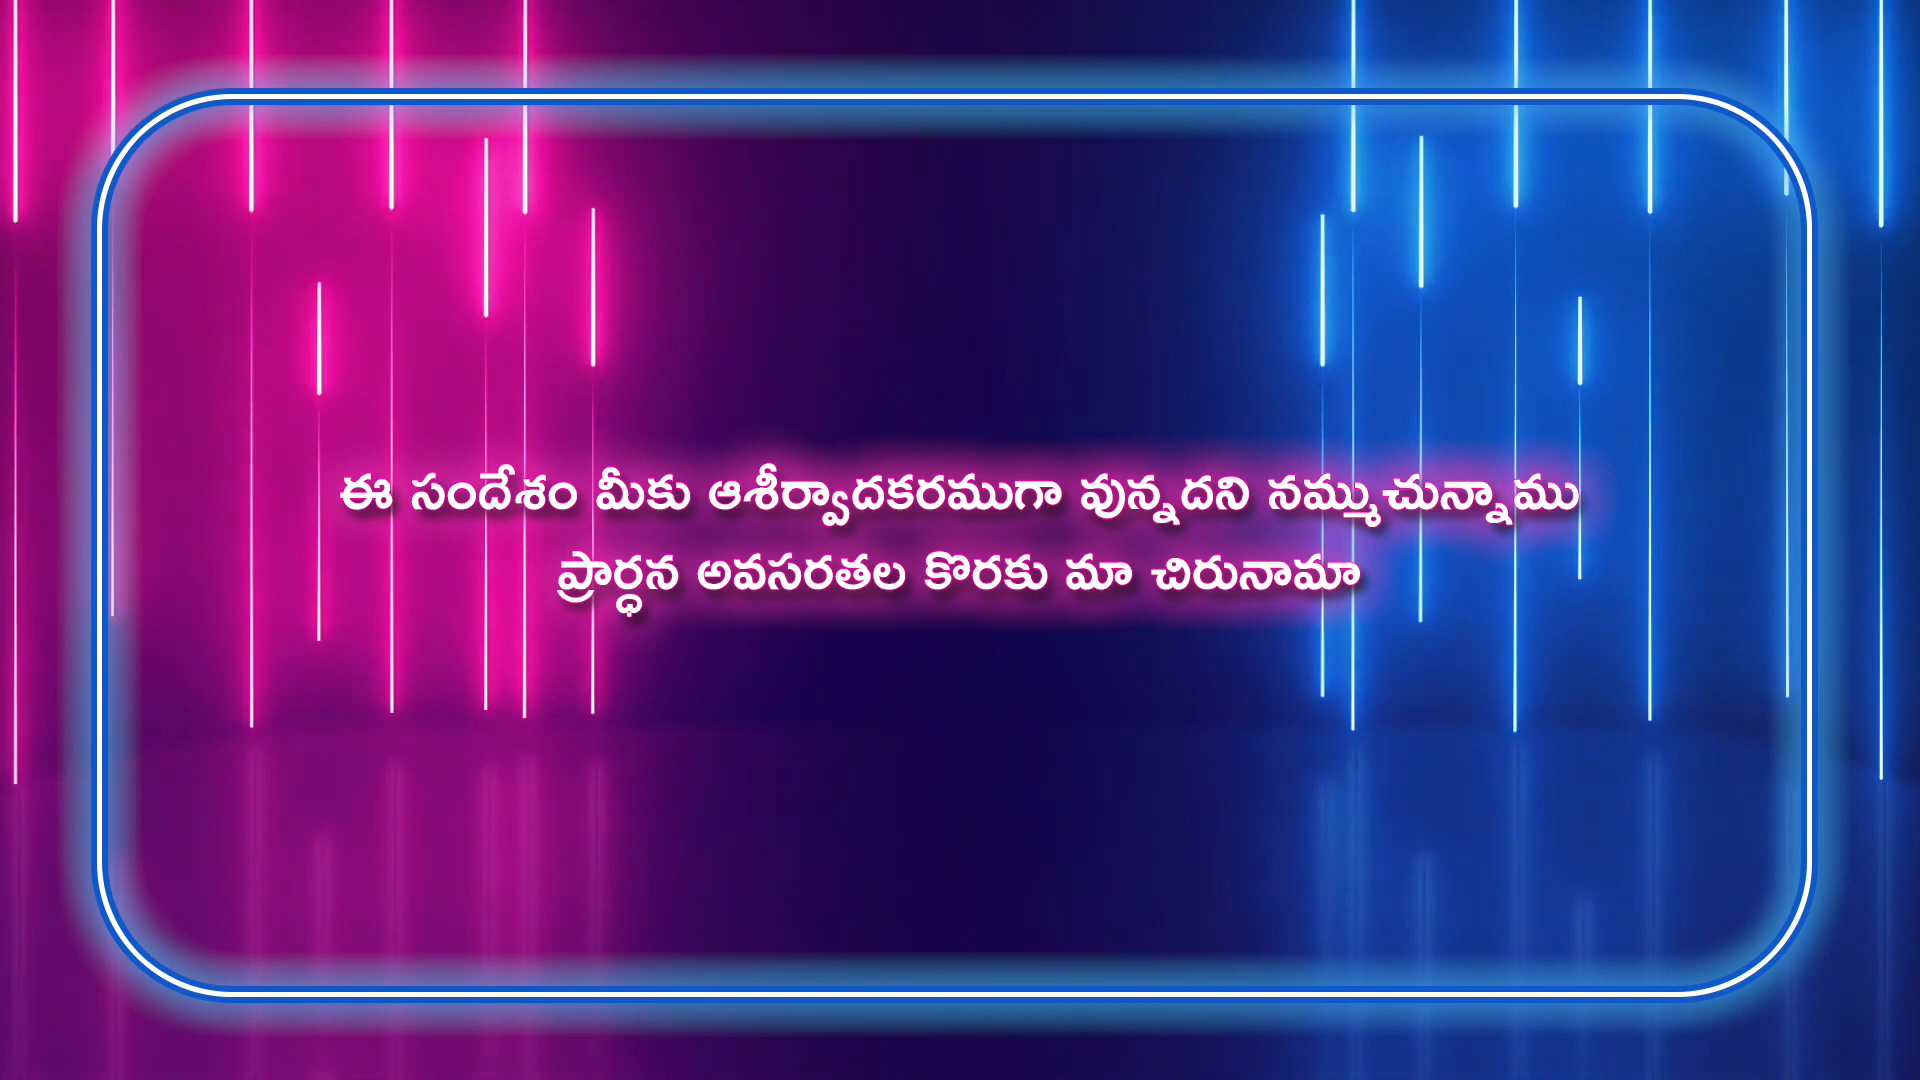 ఈ సందేశం మీకు ఆశీర్వాదకరముగా వున్నదని నమ్ముచున్నాము
ప్రార్ధన అవసరతల కొరకు మా చిరునామా